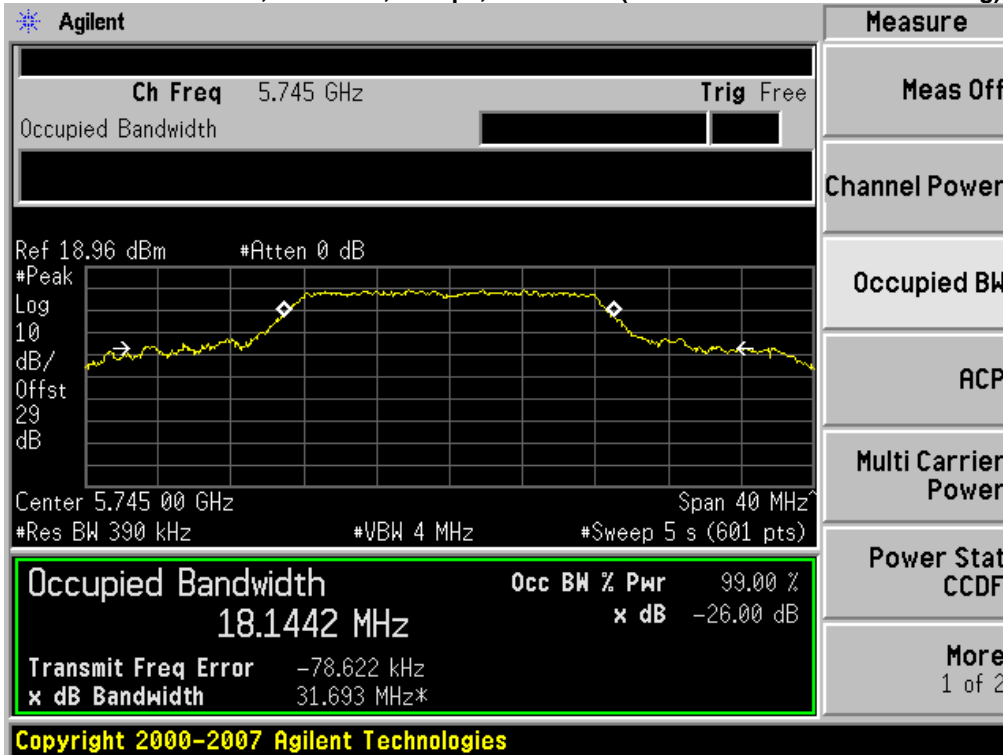 Agilent
Measure
Ch Freq 5.745 GHz Trig Free
Occupied Bandwidth
Meas Off
Channel Power
Occupied BW
ACP
Multi Carrier
Power
Power Stat
CCDF
More
1 of 2
Ref 18.96 dBm #Atten 0 dB
#Peak
Log
10
dB/
Offst
29
dB
Center 5.745 00 GHz Span 40 MHz^
#Res BW 390 kHz #VBW 4 MHz #Sweep 5 s (601 pts)
Occupied Bandwidth Occ BW % Pwr 99.00 %
18.1442 MHz x dB -26.00 dB
Transmit Freq Error -78.622 kHz
x dB Bandwidth 31.693 MHz*
Copyright 2000-2007 Agilent Technologies